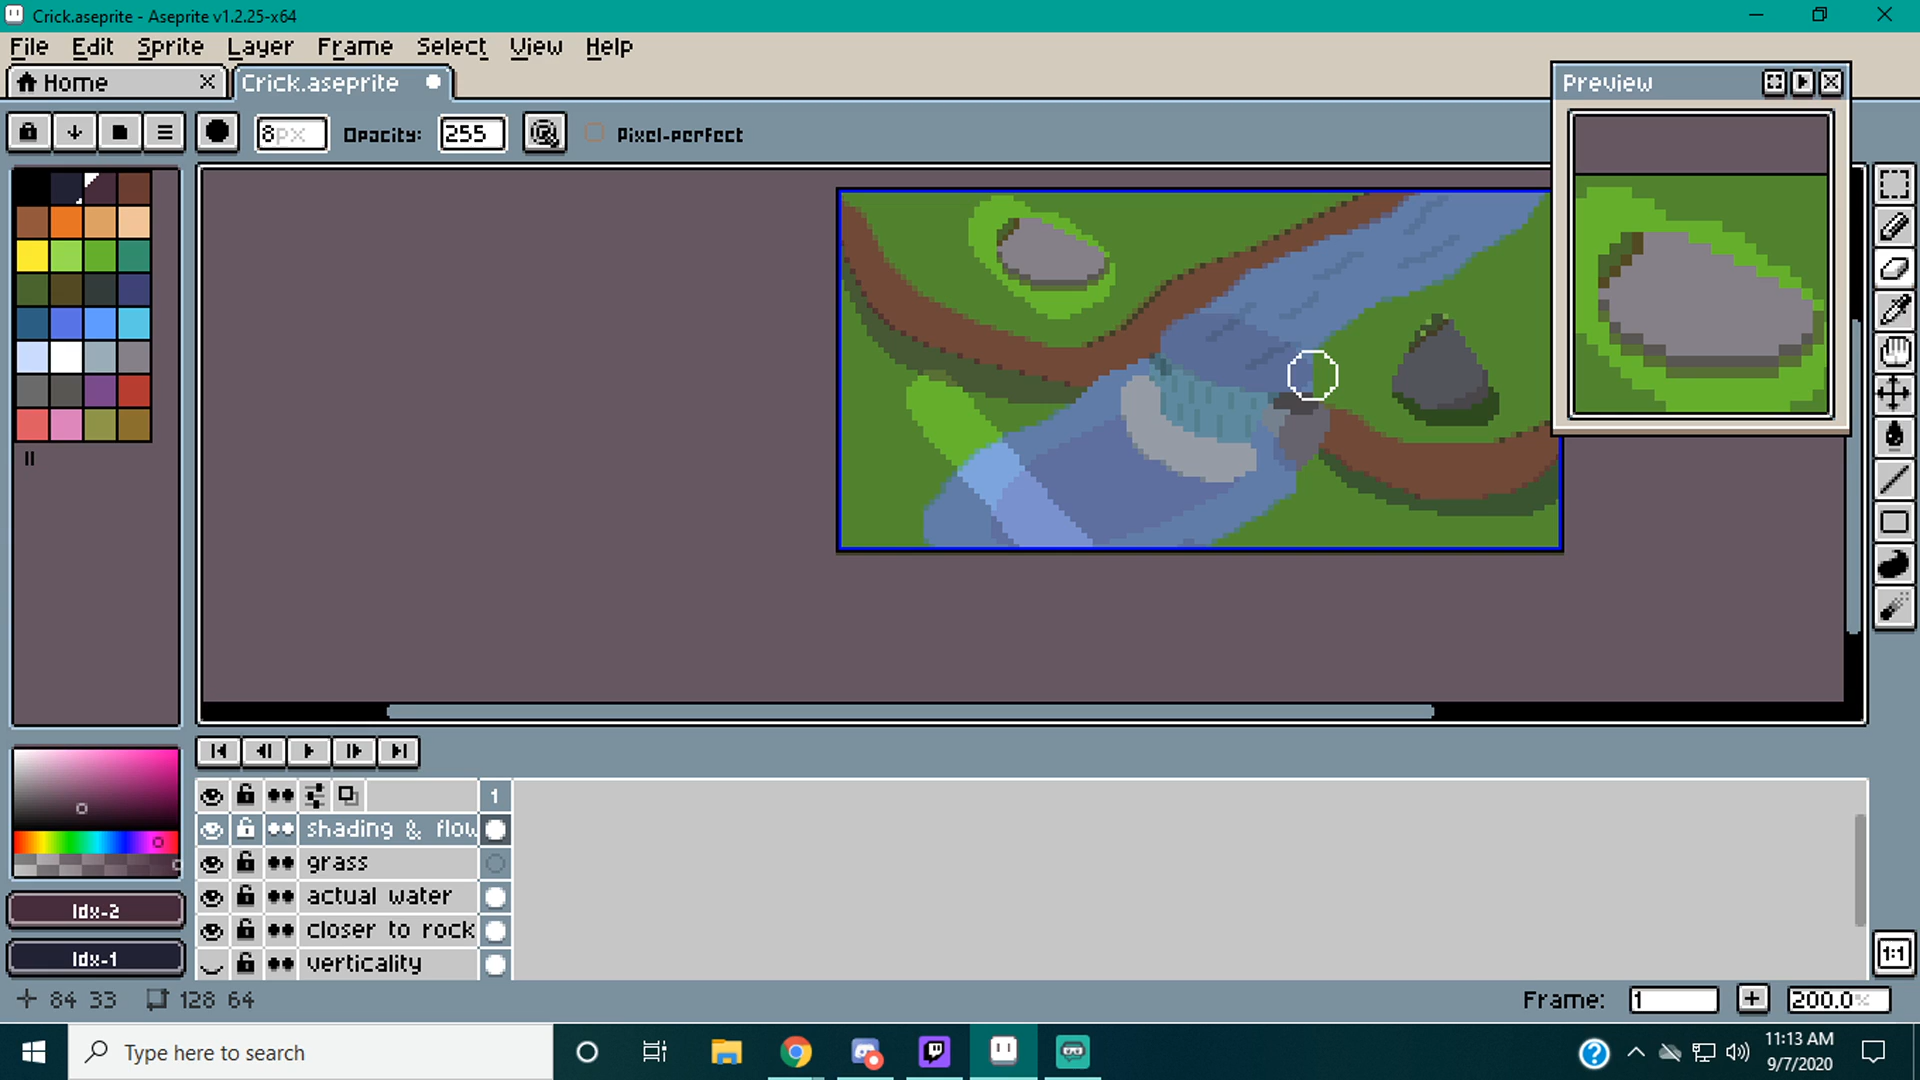 Crick.aseprite - Aseprite v1.2.25-x64
File Edit Sprite Layer Frame Select View Help
Home Crick.aseprite
Preview
8px Opacity: 255 Pixel-perfect
1
shading & flow
grass
actual water
closer to rock
verticality
Idx-2
Idx-1
1:1
84 33 128 64
Frame: 1 + 200.0%
Type here to search
11:13 AM
9/7/2020